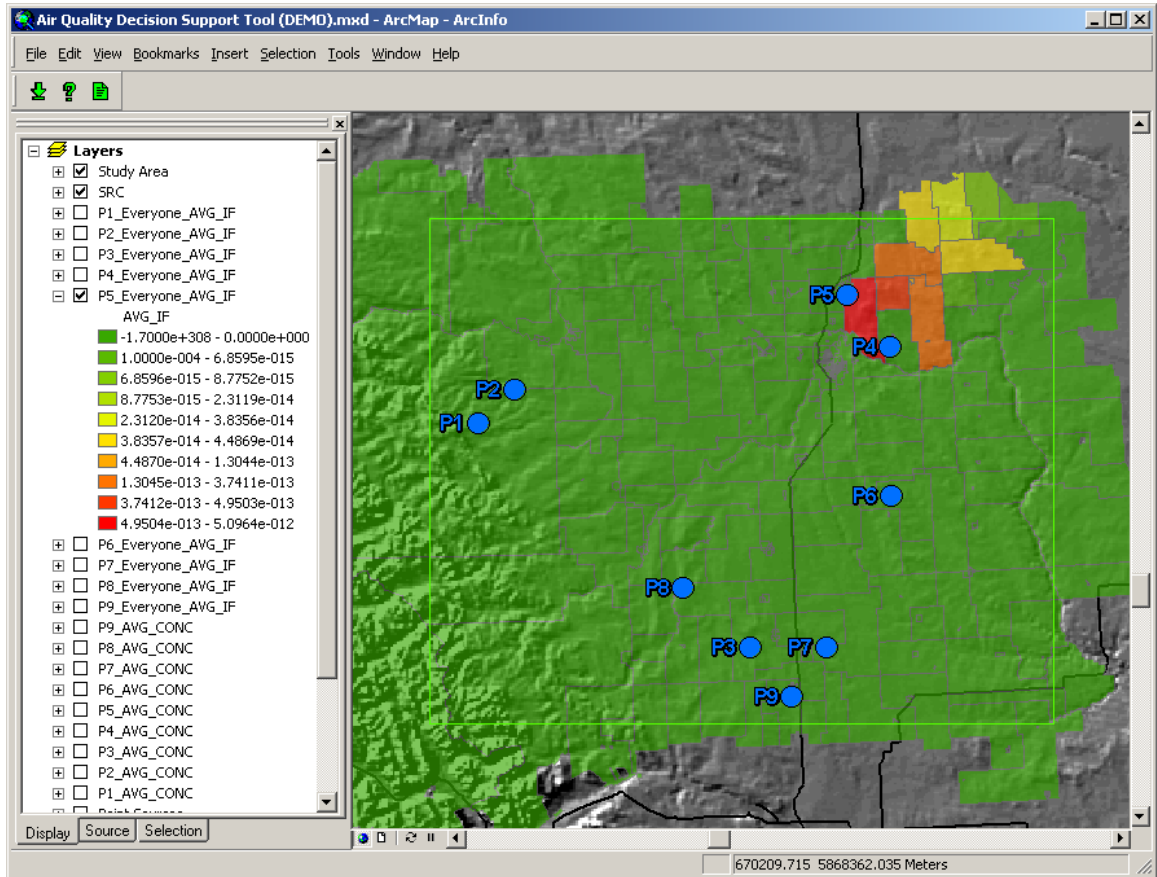 Air Quality Decision Support Tool (DEMO).mxd - ArcMap - ArcInfo
File Edit View Bookmarks Insert Selection Tools Window Help
Layers
Study Area
SRC
P1_Everyone_AVG_IF
P2_Everyone_AVG_IF
P3_Everyone_AVG_IF
P4_Everyone_AVG_IF
P5_Everyone_AVG_IF
AVG_IF
-1.7000e+308 - 0.0000e+000
1.0000e-004 - 6.8595e-015
6.8596e-015 - 8.7752e-015
8.7753e-015 - 2.3119e-014
2.3120e-014 - 3.8356e-014
3.8357e-014 - 4.4869e-014
4.4870e-014 - 1.3044e-013
1.3045e-013 - 3.7411e-013
3.7412e-013 - 4.9503e-013
4.9504e-013 - 5.0964e-012
P6_Everyone_AVG_IF
P7_Everyone_AVG_IF
P8_Everyone_AVG_IF
P9_Everyone_AVG_IF
P9_AVG_CONC
P8_AVG_CONC
P7_AVG_CONC
P6_AVG_CONC
P5_AVG_CONC
P4_AVG_CONC
P3_AVG_CONC
P2_AVG_CONC
P1_AVG_CONC
Display Source Selection
P5
P4
P2
P1
P6
P8
P3 P7
P9
670209.715 5868362.035 Meters